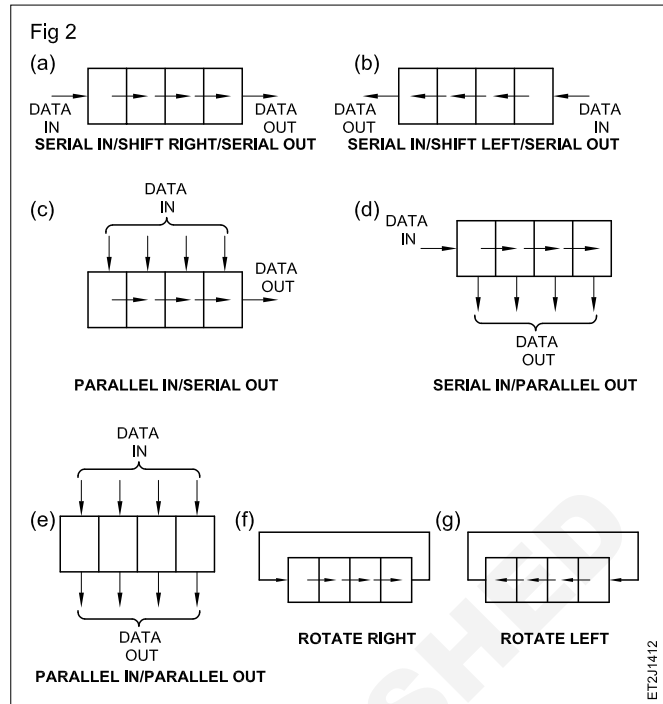 Fig 2
(a)
DATA
IN
DATA
OUT
SERIAL IN/SHIFT RIGHT/SERIAL OUT
(b)
DATA
OUT
DATA
IN
SERIAL IN/SHIFT LEFT/SERIAL OUT
(c)
DATA
IN
DATA
OUT
PARALLEL IN/SERIAL OUT
(d)
DATA
IN
DATA
OUT
SERIAL IN/PARALLEL OUT
(e)
DATA
IN
DATA
OUT
PARALLEL IN/PARALLEL OUT
(f)
ROTATE RIGHT
(g)
ROTATE LEFT
ET2J1412
SHED